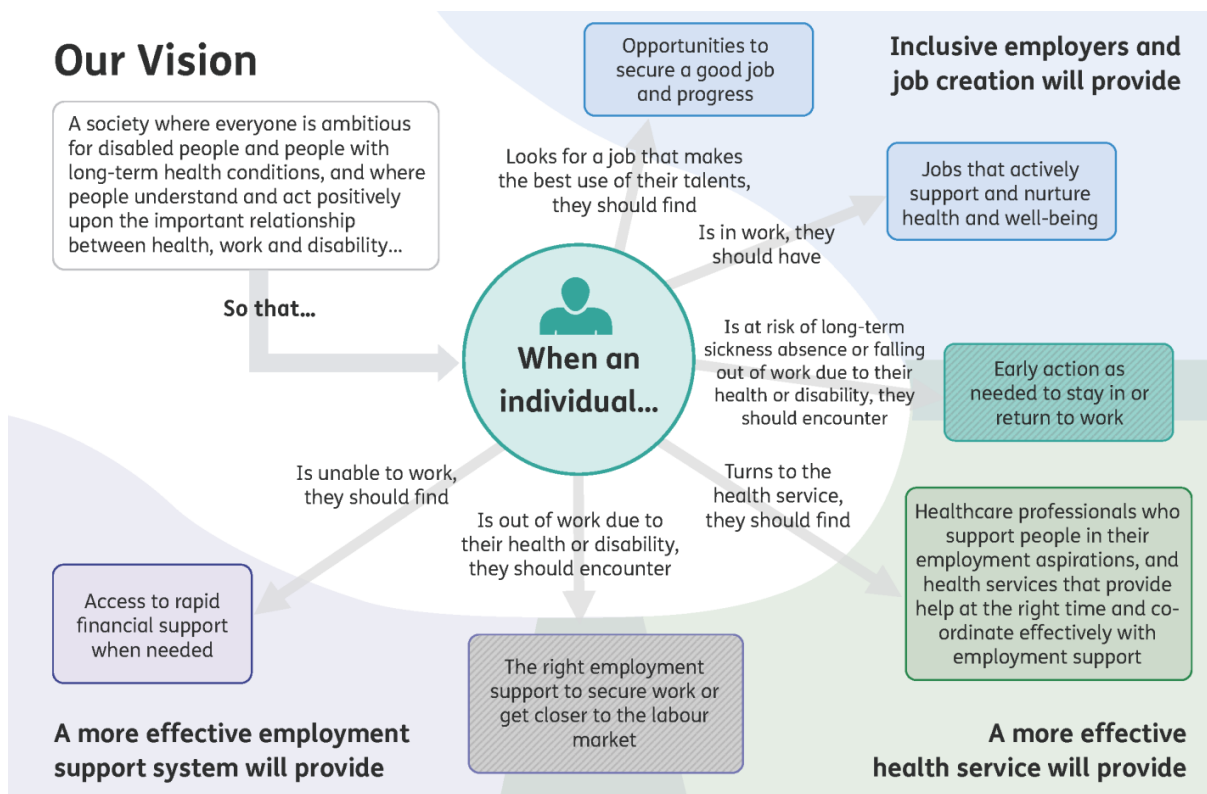 Our Vision
A society where everyone is ambitious
for disabled people and people with
long-term health conditions, and where
people understand and act positively
upon the important relationship
between health, work and disability...
So that...
When an
individual...
Looks for a job that makes
the best use of their talents,
they should find
Opportunities to
secure a good job
and progress
Inclusive employers and
job creation will provide
Is in work, they
should have
Jobs that actively
support and nurture
health and well-being
Is at risk of long-term
sickness absence or falling
out of work due to their
health or disability, they
should encounter
Early action as
needed to stay in or
return to work
Turns to the
health service,
they should find
Healthcare professionals who
support people in their
employment aspirations, and
health services that provide
help at the right time and co-
ordinate effectively with
employment support
A more effective
health service will provide
Is out of work due to
their health or disability,
they should encounter
The right employment
support to secure work or
get closer to the labour
market
Is unable to work,
they should find
Access to rapid
financial support
when needed
A more effective employment
support system will provide